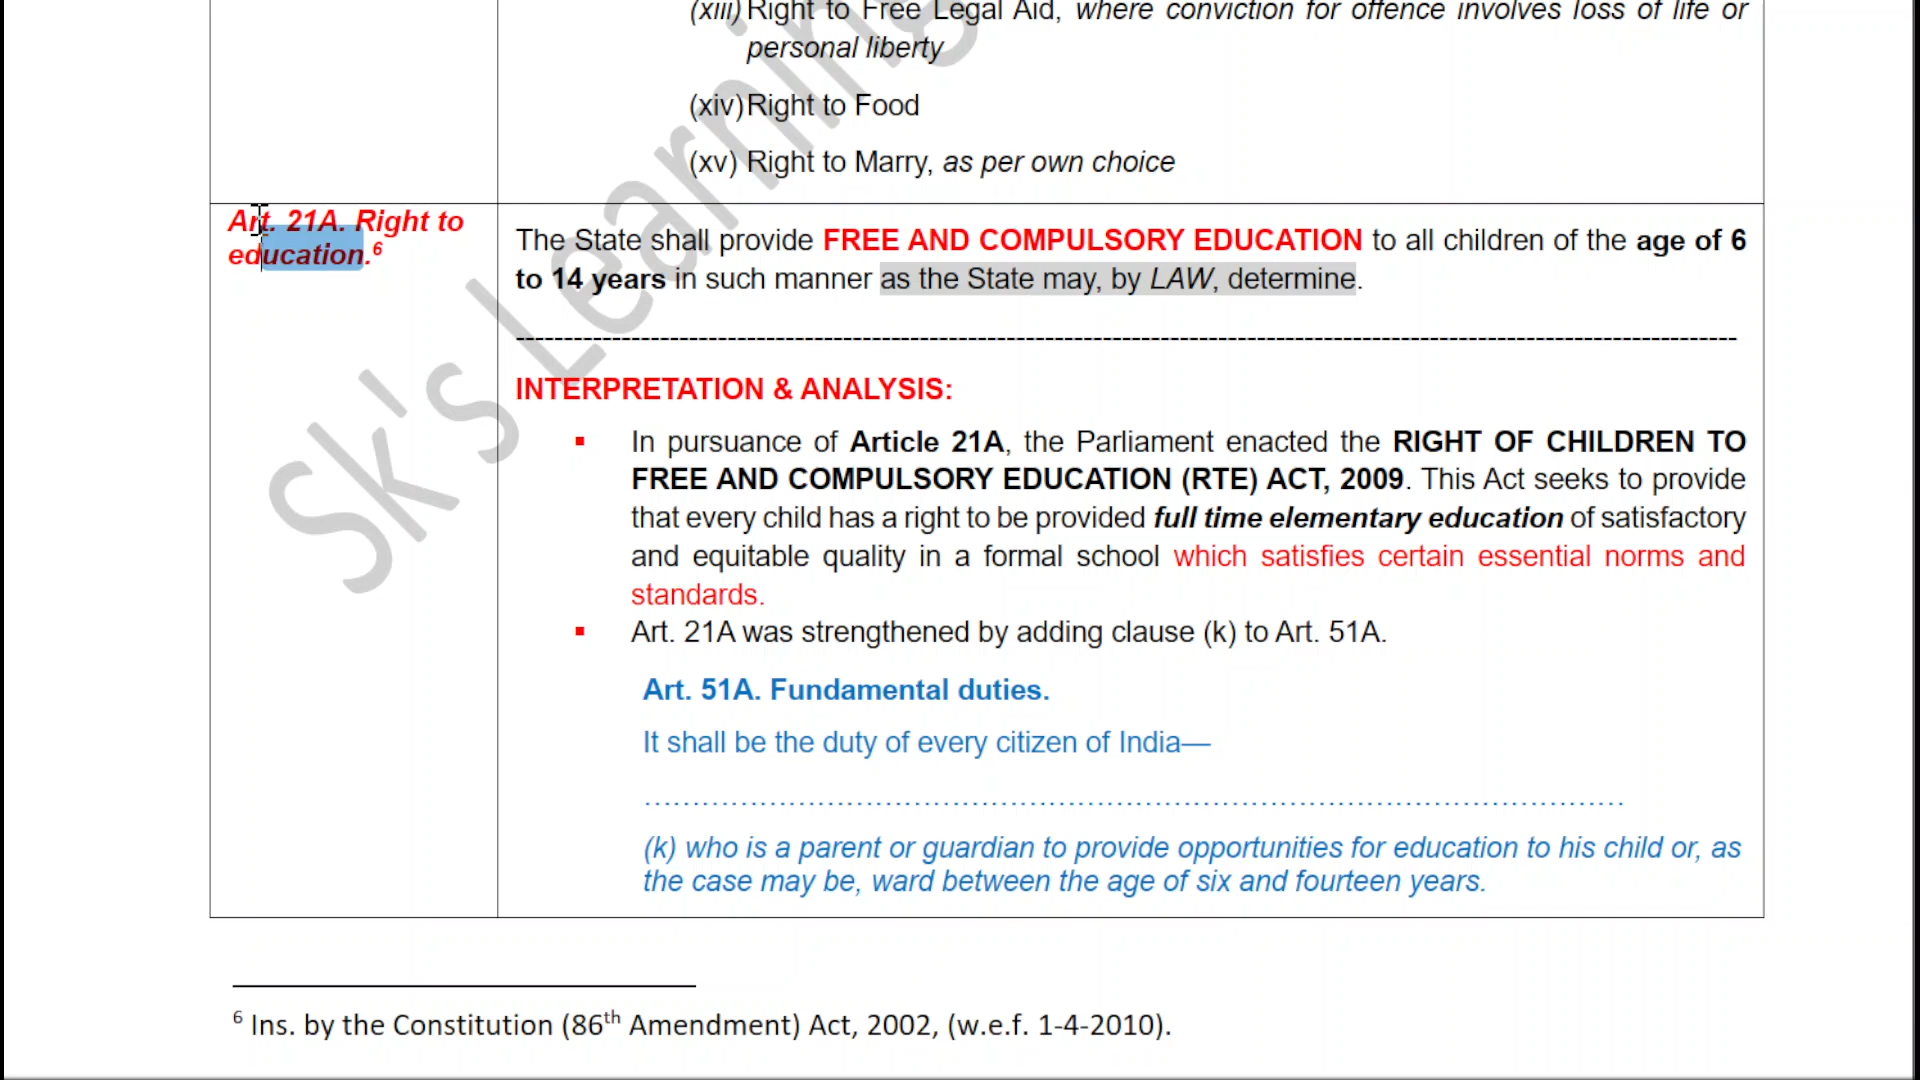 (xiii) Right to Free Legal Aid, where conviction for offence involves loss of life or
personal liberty
(xiv) Right to Food
(xv) Right to Marry, as per own choice
Art. 21A. Right to
education.6
The State shall provide FREE AND COMPULSORY EDUCATION to all children of the age of 6
to 14 years in such manner as the State may, by LAW, determine.
INTERPRETATION & ANALYSIS:
▪ In pursuance of Article 21A, the Parliament enacted the RIGHT OF CHILDREN TO
FREE AND COMPULSORY EDUCATION (RTE) ACT, 2009. This Act seeks to provide
that every child has a right to be provided full time elementary education of satisfactory
and equitable quality in a formal school which satisfies certain essential norms and
standards.
▪ Art. 21A was strengthened by adding clause (k) to Art. 51A.
Art. 51A. Fundamental duties.
It shall be the duty of every citizen of India—
(k) who is a parent or guardian to provide opportunities for education to his child or, as
the case may be, ward between the age of six and fourteen years.
6 Ins. by the Constitution (86th Amendment) Act, 2002, (w.e.f. 1-4-2010).
Sk's Learning